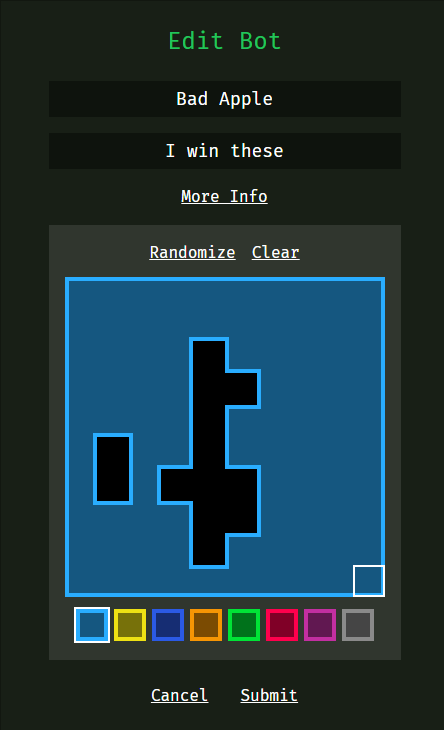 Edit Bot
Bad Apple
I win these
More Info
Randomize Clear
Cancel Submit